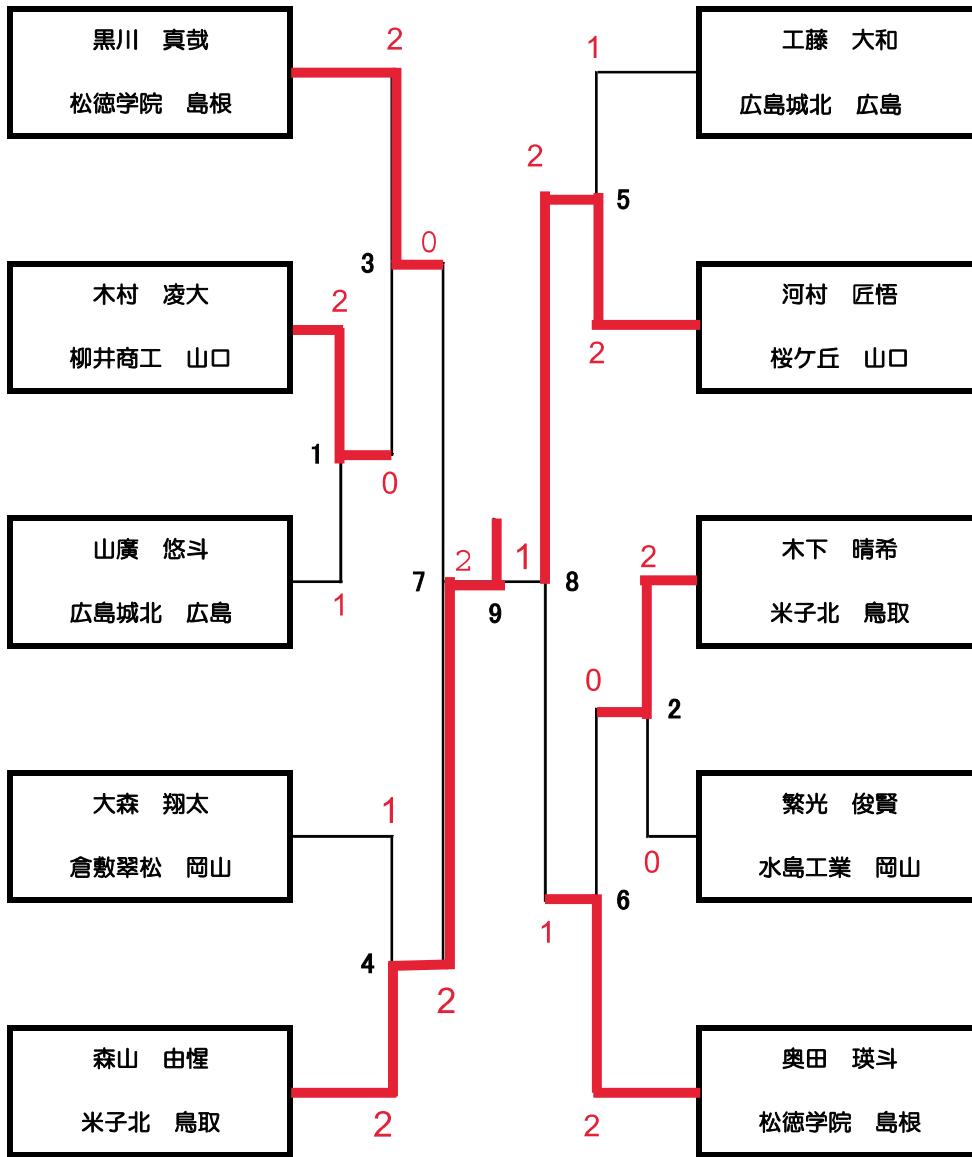 黒川　真哉
松徳学院　島根
木村　凌大
柳井商工　山口
山廣　悠斗
広島城北　広島
大森　翔太
倉敷翠松　岡山
森山　由惺
米子北　鳥取
2
3
0
2
1
0
1
7
2
9
1
8
1
4
2
2
1
2
5
2
2
0
2
0
1
6
2
工藤　大和
広島城北　広島
河村　匠悟
桜ケ丘　山口
木下　晴希
米子北　鳥取
繁光　俊賢
水島工業　岡山
奥田　瑛斗
松徳学院　島根